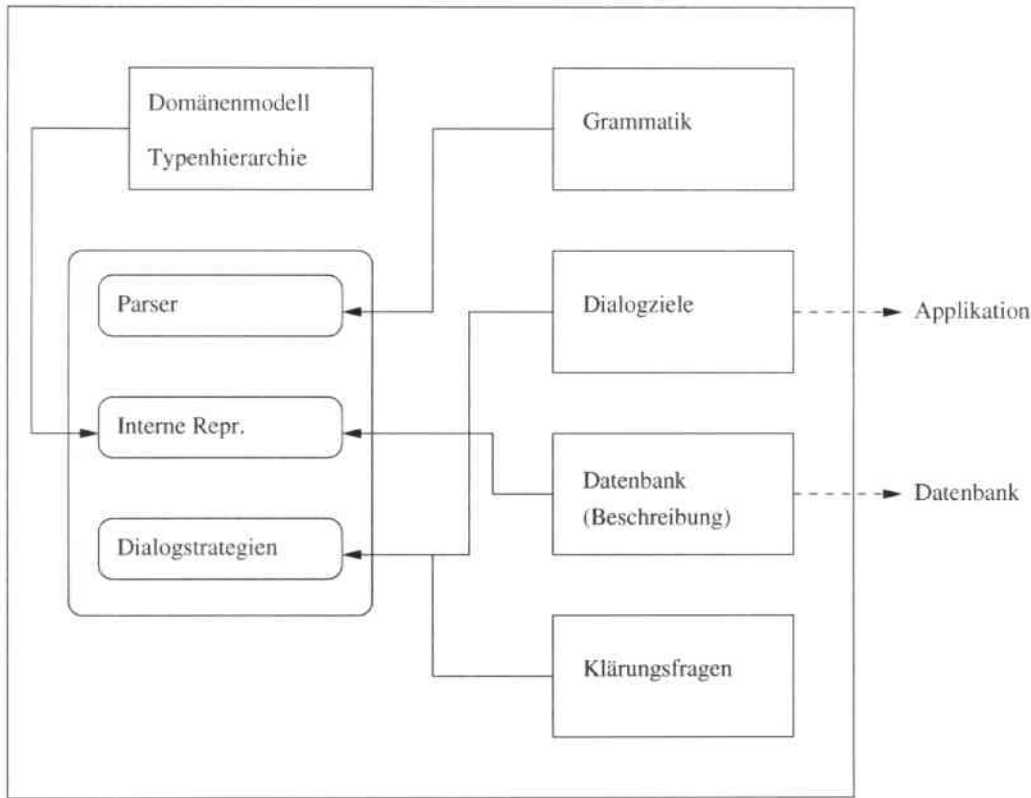 Domänenmodell
Typenhierarchie
Grammatik
Parser
Dialogziele
Applikation
Interne Repr.
Datenbank
(Beschreibung)
Datenbank
Dialogstrategien
Klärungsfragen